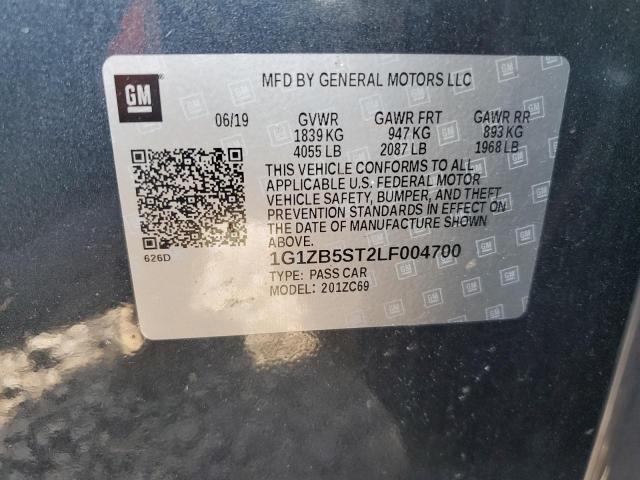 GM
MFD BY GENERAL MOTORS LLC
06/19 GVWR GAWR FRT GAWR RR
1839 KG 947 KG 893 KG
4055 LB 2087 LB 1968 LB
THIS VEHICLE CONFORMS TO ALL
APPLICABLE U.S. FEDERAL MOTOR
VEHICLE SAFETY, BUMPER, AND THEFT
PREVENTION STANDARDS IN EFFECT ON
THE DATE OF MANUFACTURE SHOWN
ABOVE.
626D
1G1ZB5ST2LF004700
TYPE: PASS CAR
MODEL: 201ZC69